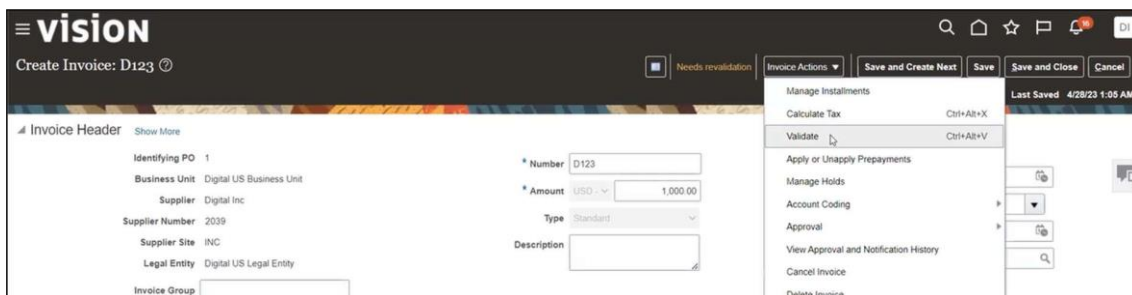 vision
16
DI
Create Invoice: D123
Needs revalidation
Invoice Actions
Save and Create Next
Save
Save and Close
Cancel
Last Saved 4/28/23 1:05 AM
Manage Installments
Calculate Tax Ctrl+Alt+X
Validate Ctrl+Alt+V
Apply or Unapply Prepayments
Manage Holds
Account Coding
Approval
View Approval and Notification History
Cancel Invoice
Delete Invoice
Invoice Header Show More
Identifying PO 1
Business Unit Digital US Business Unit
Supplier Digital Inc
Supplier Number 2039
Supplier Site INC
Legal Entity Digital US Legal Entity
Invoice Group
* Number D123
* Amount USD - 1,000.00
Type Standard
Description